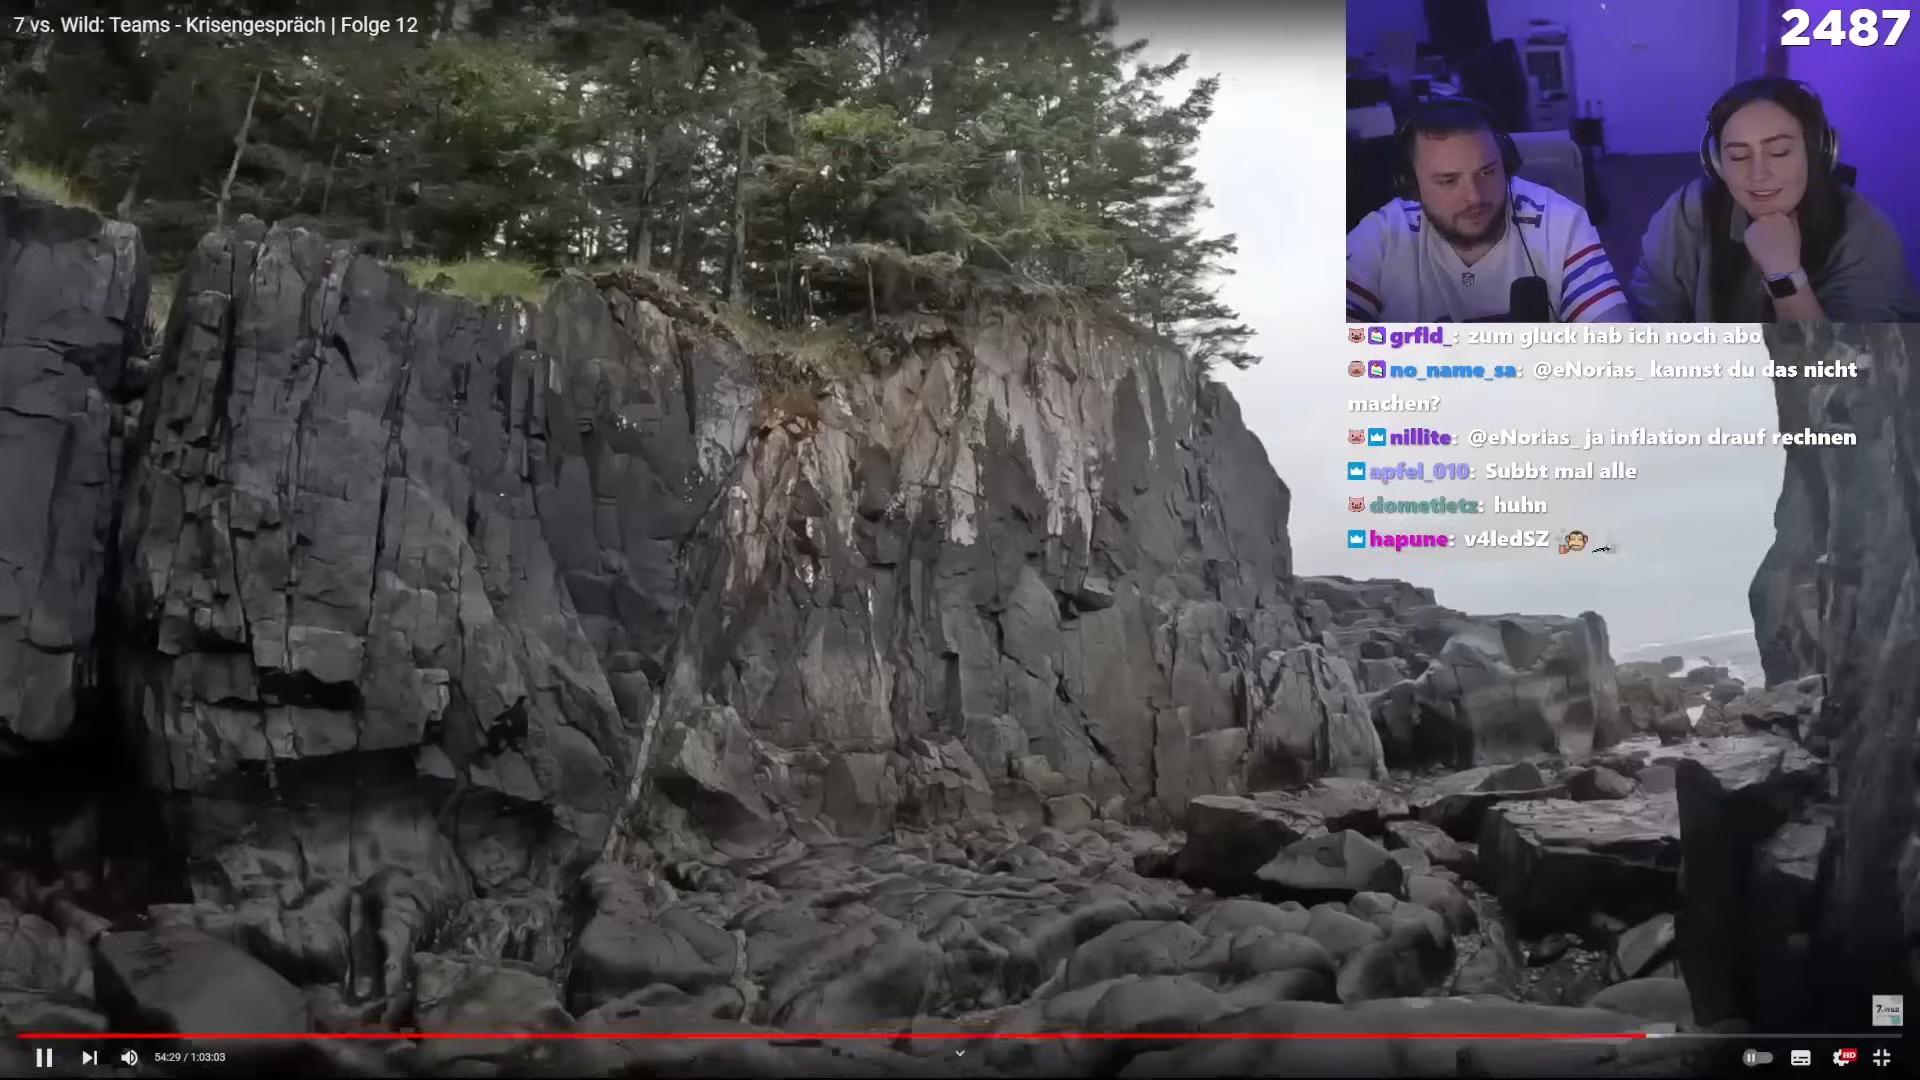 7 vs. Wild: Teams - Krisengespräch | Folge 12
2487
17
grfld_: zum gluck hab ich noch abo
no_name_sa: @eNorias_ kannst du das nicht
machen?
nillite: @eNorias_ ja inflation drauf rechnen
apfel_010: Subbt mal alle
dometietz: huhn
hapune: v4ledSZ
54:29 / 1:03:03
HD